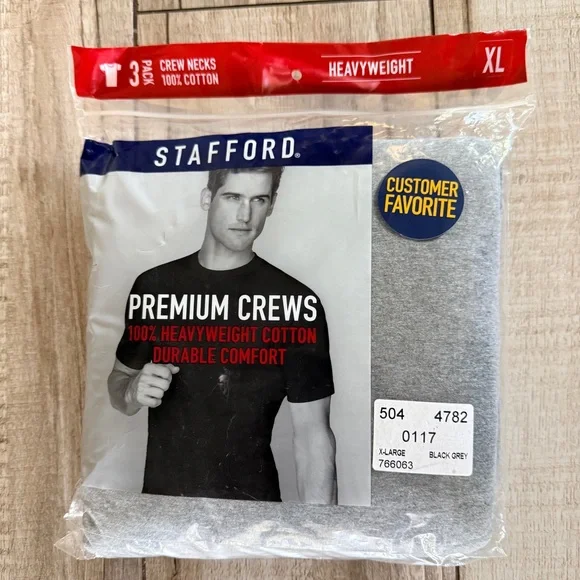 3 PACK
CREW NECKS
100% COTTON
HEAVYWEIGHT
XL
STAFFORD®
CUSTOMER
FAVORITE
PREMIUM CREWS
100% HEAVYWEIGHT COTTON
DURABLE COMFORT
504 4782
0117
X-LARGE BLACK GREY
766063